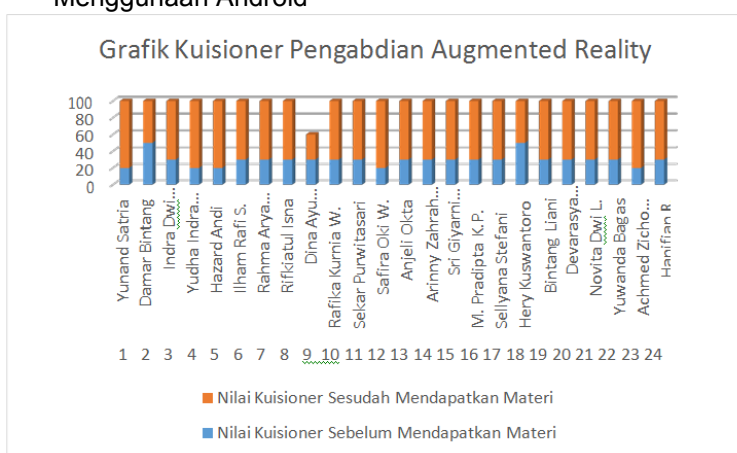 Menggunaan Android
Grafik Kuisioner Pengabdian Augmented Reality
100
80
60
40
20
0
Yunand Satria
Damar Bintang
Indra Dwi...
Yudha Indra...
Hazard Andi
Ilham Rafi S.
Rahma Arya...
Rifkiatul Isna
Dina Ayu...
Rafika Kurnia W.
Sekar Purwitasari
Safira Oki W.
Anjeli Okta
Arinny Zahrah...
Sri Giyarni...
M. Pradipta K.P.
Sellyana Stefani
Hery Kuswantoro
Bintang Liani
Devarasya...
Novita Dwi L.
Yuwanda Bagas
Achmed Zicho...
Hanifian R
1 2 3 4 5 6 7 8 9 10 11 12 13 14 15 16 17 18 19 20 21 22 23 24
Nilai Kuisioner Sesudah Mendapatkan Materi
Nilai Kuisioner Sebelum Mendapatkan Materi